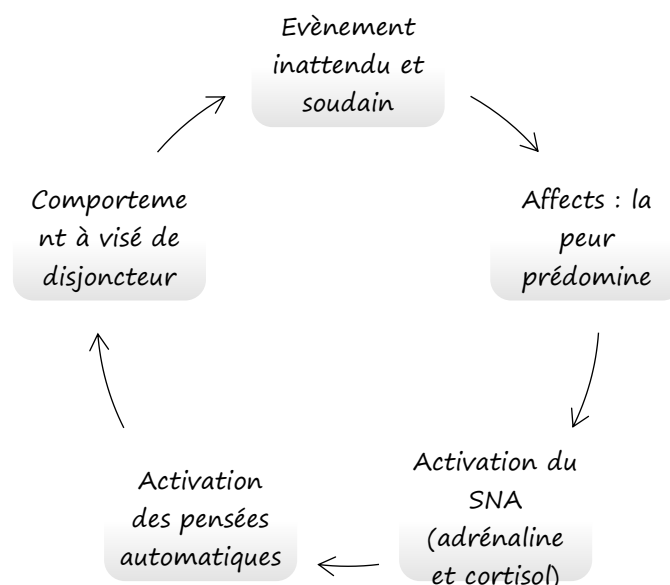 Evènement
inattendu et
soudain
Affects : la
peur
prédomine
Activation du
SNA
(adrénaline
et cortisol)
Activation
des pensées
automatiques
Comporteme
nt à visé de
disjoncteur